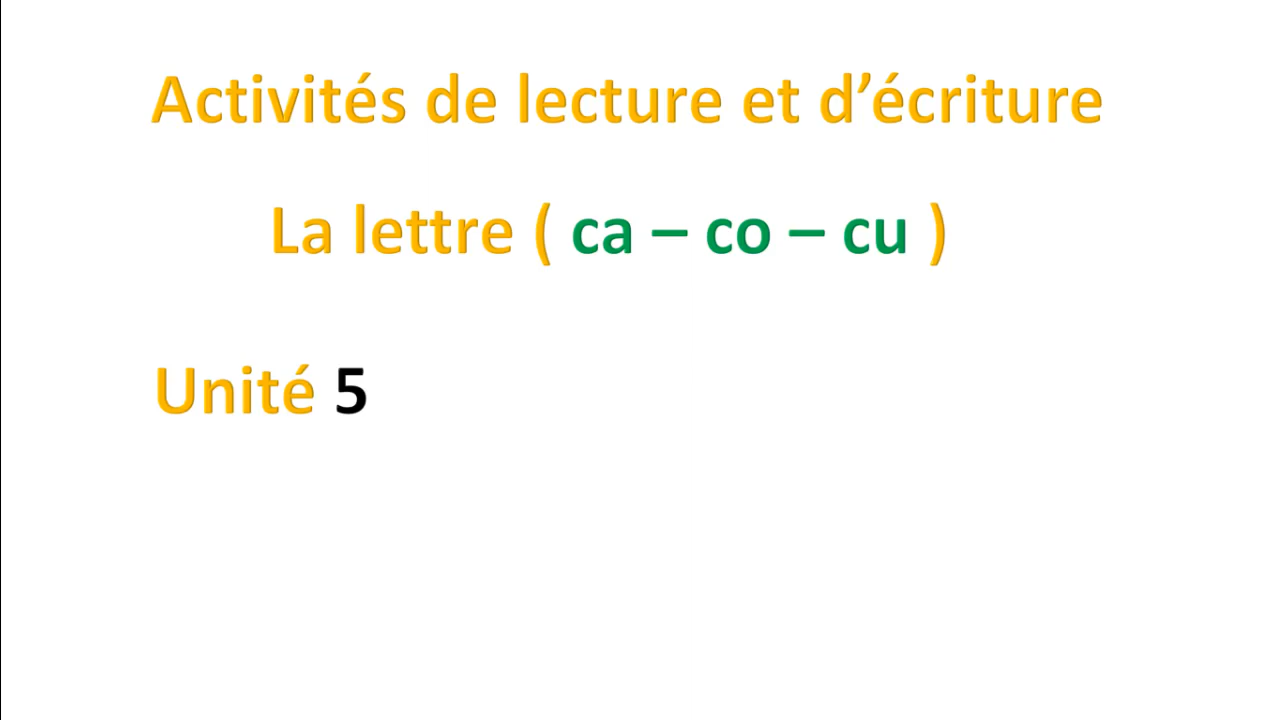 Activités de lecture et d’écriture
La lettre ( ca – co – cu )
Unité 5